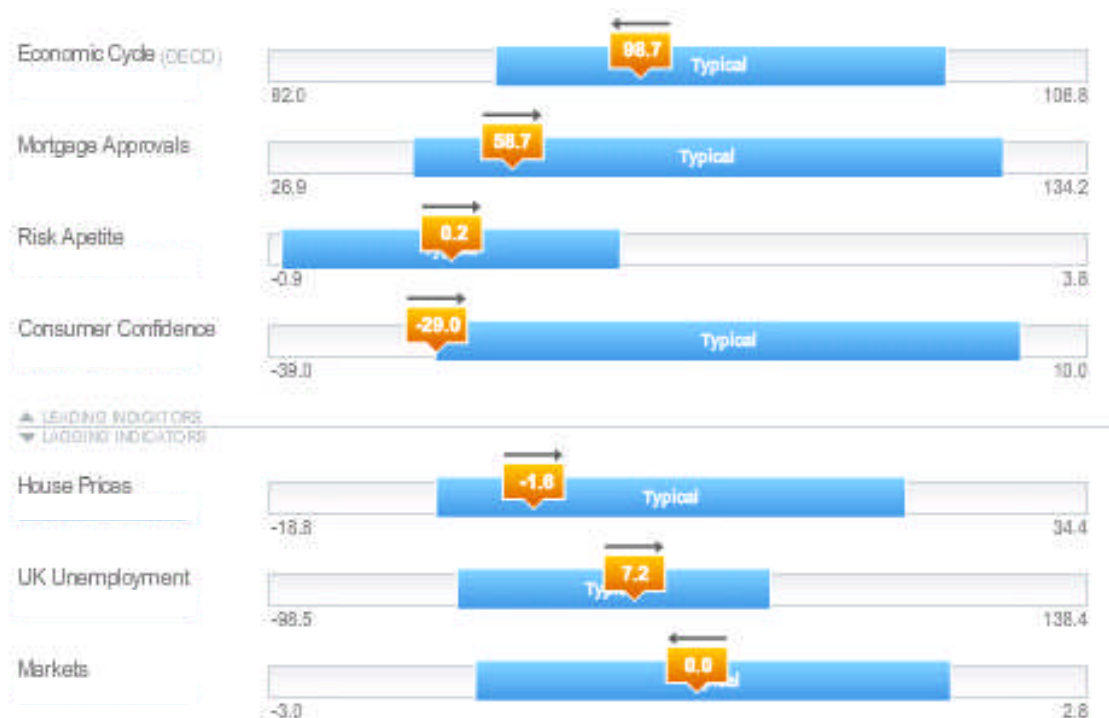 Economic Cycle (OECD)
98.7
Typical
92.0 106.8
Mortgage Approvals
58.7
Typical
26.9 134.2
Risk Apetite
0.2
-0.9 3.8
Consumer Confidence
-29.0
Typical
-39.0 10.0
LEADING INDICATORS
LAGGING INDICATORS
House Prices
-1.6
Typical
-18.8 34.4
UK Unemployment
7.2
-98.5 138.4
Markets
0.0
-3.0 2.8